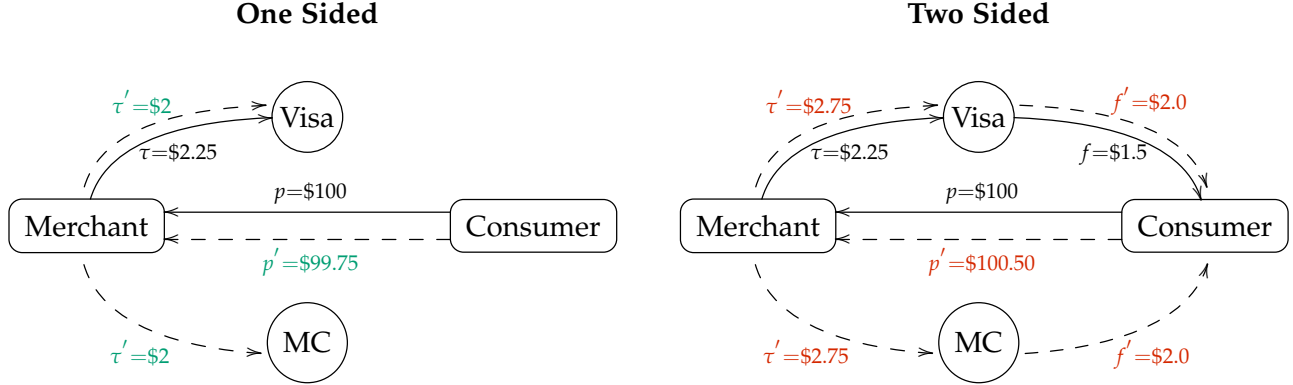 One Sided
τ′=$2
Visa
τ=$2.25
p=$100
Merchant
Consumer
p′=$99.75
MC
τ′=$2
Two Sided
τ′=$2.75
Visa
f′=$2.0
τ=$2.25
f=$1.5
p=$100
Merchant
Consumer
p′=$100.50
MC
τ′=$2.75
f′=$2.0